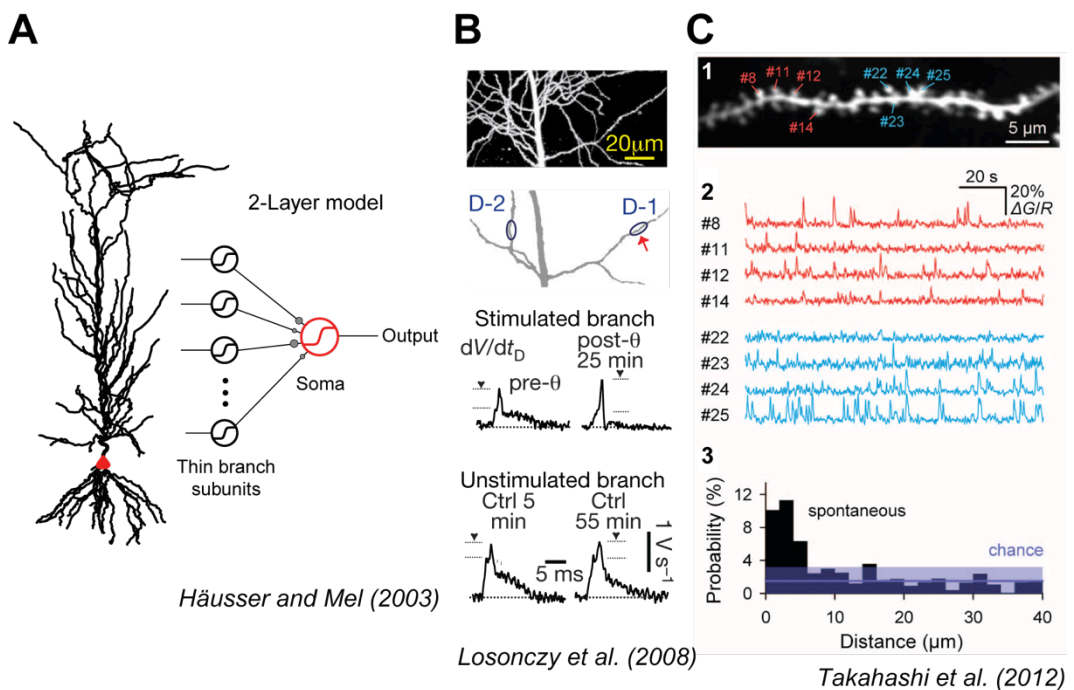 A
2-Layer model
Output
Soma
Thin branch
subunits
Häusser and Mel (2003)
B
20μm
D-2
D-1
Stimulated branch
dV/dtD
post-θ
25 min
pre-θ
Unstimulated branch
Ctrl 5
min
Ctrl
55 min
5 ms
1 V s⁻¹
Losonczy et al. (2008)
C
1
#8
#11
#12
#14
#22
#24
#25
#23
5 μm
2
20 s
20%
ΔG/R
#8
#11
#12
#14
#22
#23
#24
#25
3
Probability (%)
12
8
4
0
spontaneous
chance
0
10
20
30
40
Distance (μm)
Takahashi et al. (2012)